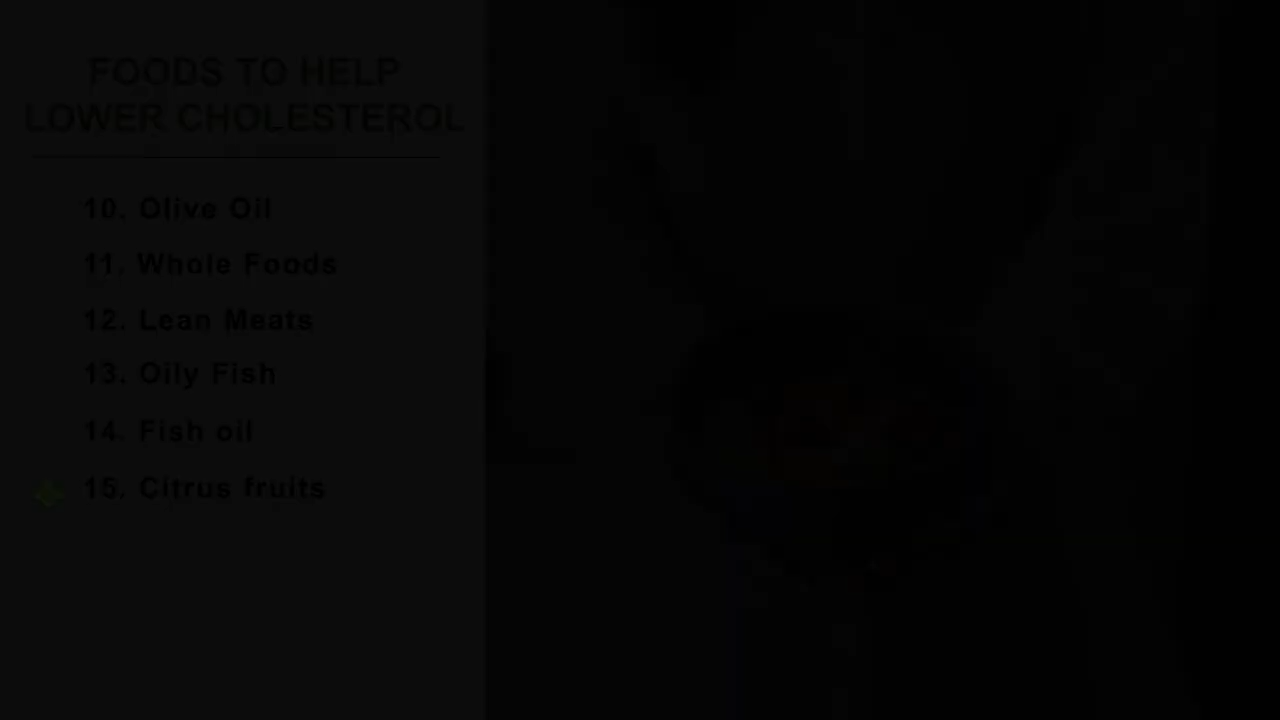 FOODS TO HELP
LOWER CHOLESTEROL
10. Olive Oil
11. Whole Foods
12. Lean Meats
13. Oily Fish
14. Fish oil
15. Citrus fruits